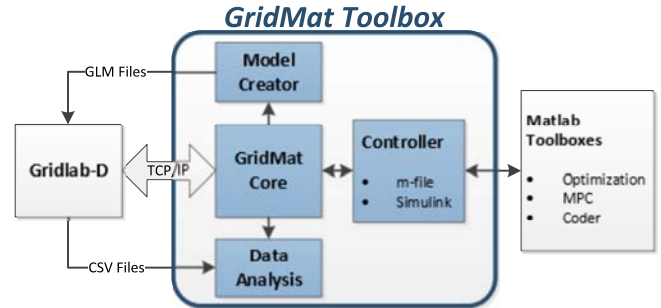 GridMat Toolbox
GLM Files
Model
Creator
Gridlab-D
TCP/IP
GridMat
Core
Controller
• m-file
• Simulink
Matlab
Toolboxes
• Optimization
• MPC
• Coder
CSV Files
Data
Analysis